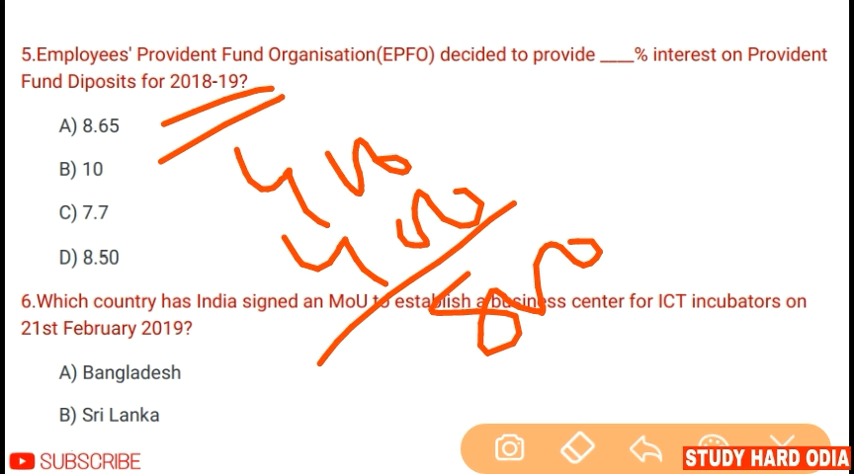 5.Employees' Provident Fund Organisation(EPFO) decided to provide ____% interest on Provident
Fund Diposits for 2018-19?
A) 8.65
B) 10
C) 7.7
D) 8.50
6.Which country has India signed an MoU to establish a business center for ICT incubators on
21st February 2019?
A) Bangladesh
B) Sri Lanka
SUBSCRIBE
STUDY HARD ODIA